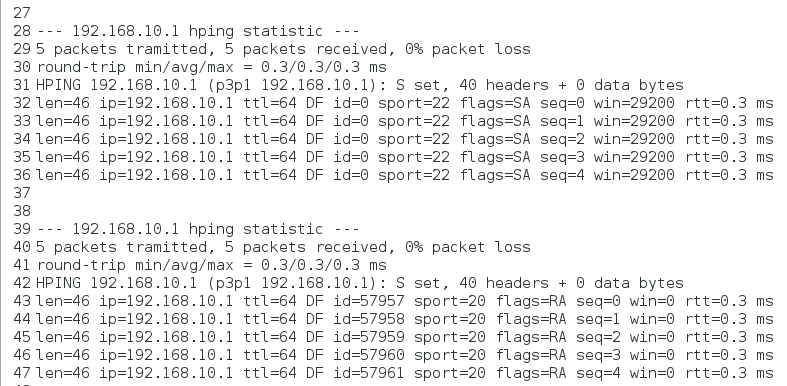 27
28 --- 192.168.10.1 hping statistic ---
29 5 packets tramitted, 5 packets received, 0% packet loss
30 round-trip min/avg/max = 0.3/0.3/0.3 ms
31 HPING 192.168.10.1 (p3p1 192.168.10.1): S set, 40 headers + 0 data bytes
32 len=46 ip=192.168.10.1 ttl=64 DF id=0 sport=22 flags=SA seq=0 win=29200 rtt=0.3 ms
33 len=46 ip=192.168.10.1 ttl=64 DF id=0 sport=22 flags=SA seq=1 win=29200 rtt=0.3 ms
34 len=46 ip=192.168.10.1 ttl=64 DF id=0 sport=22 flags=SA seq=2 win=29200 rtt=0.3 ms
35 len=46 ip=192.168.10.1 ttl=64 DF id=0 sport=22 flags=SA seq=3 win=29200 rtt=0.3 ms
36 len=46 ip=192.168.10.1 ttl=64 DF id=0 sport=22 flags=SA seq=4 win=29200 rtt=0.3 ms
37
38
39 --- 192.168.10.1 hping statistic ---
40 5 packets tramitted, 5 packets received, 0% packet loss
41 round-trip min/avg/max = 0.3/0.3/0.3 ms
42 HPING 192.168.10.1 (p3p1 192.168.10.1): S set, 40 headers + 0 data bytes
43 len=46 ip=192.168.10.1 ttl=64 DF id=57957 sport=20 flags=RA seq=0 win=0 rtt=0.3 ms
44 len=46 ip=192.168.10.1 ttl=64 DF id=57958 sport=20 flags=RA seq=1 win=0 rtt=0.3 ms
45 len=46 ip=192.168.10.1 ttl=64 DF id=57959 sport=20 flags=RA seq=2 win=0 rtt=0.3 ms
46 len=46 ip=192.168.10.1 ttl=64 DF id=57960 sport=20 flags=RA seq=3 win=0 rtt=0.3 ms
47 len=46 ip=192.168.10.1 ttl=64 DF id=57961 sport=20 flags=RA seq=4 win=0 rtt=0.3 ms